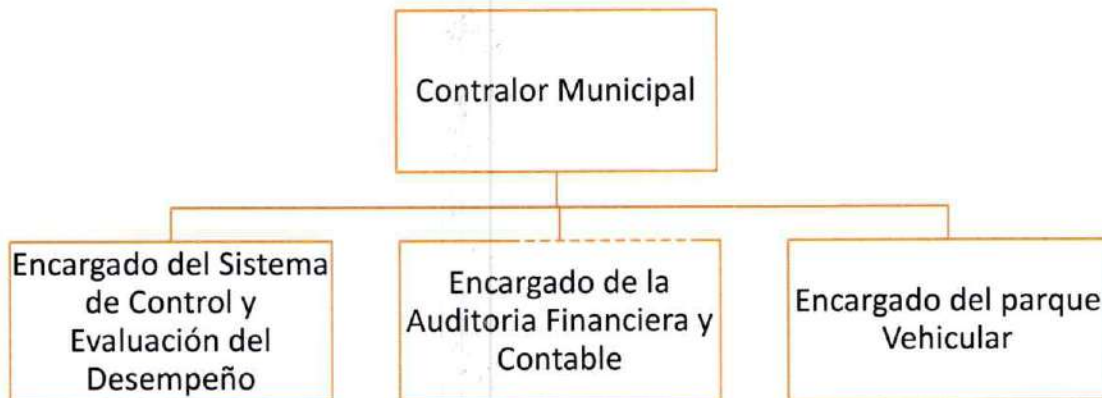 Contralor Municipal
Encargado del Sistema
de Control y
Evaluación del
Desempeño
Encargado de la
Auditoria Financiera y
Contable
Encargado del parque
Vehicular